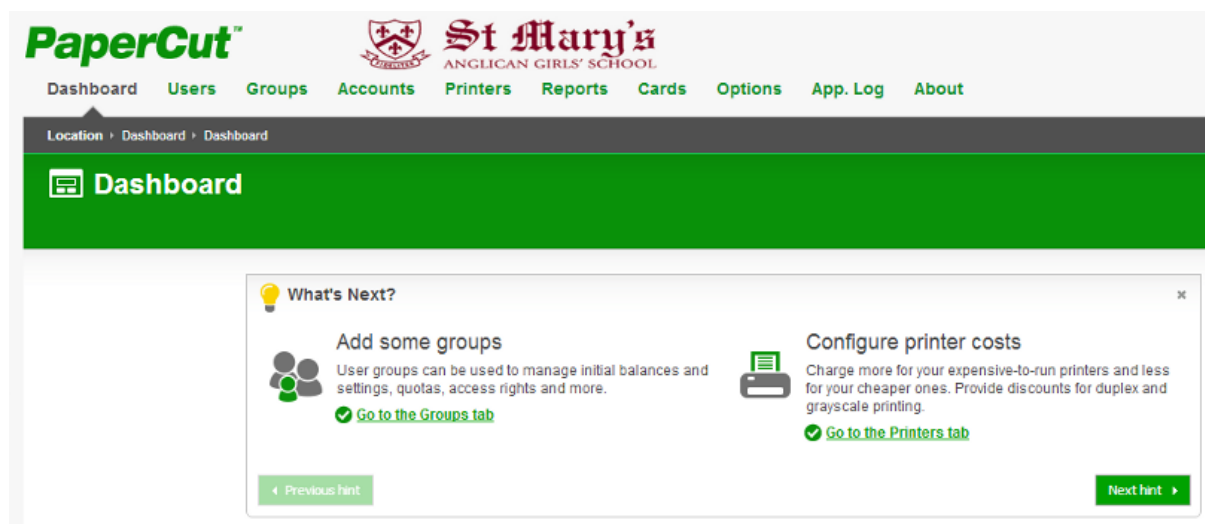 PaperCut™
St Mary's
ANGLICAN GIRLS' SCHOOL
Dashboard Users Groups Accounts Printers Reports Cards Options App. Log About
Location › Dashboard › Dashboard
Dashboard
What's Next?
Add some groups
User groups can be used to manage initial balances and
settings, quotas, access rights and more.
Go to the Groups tab
Configure printer costs
Charge more for your expensive-to-run printers and less
for your cheaper ones. Provide discounts for duplex and
grayscale printing.
Go to the Printers tab
Previous hint
Next hint